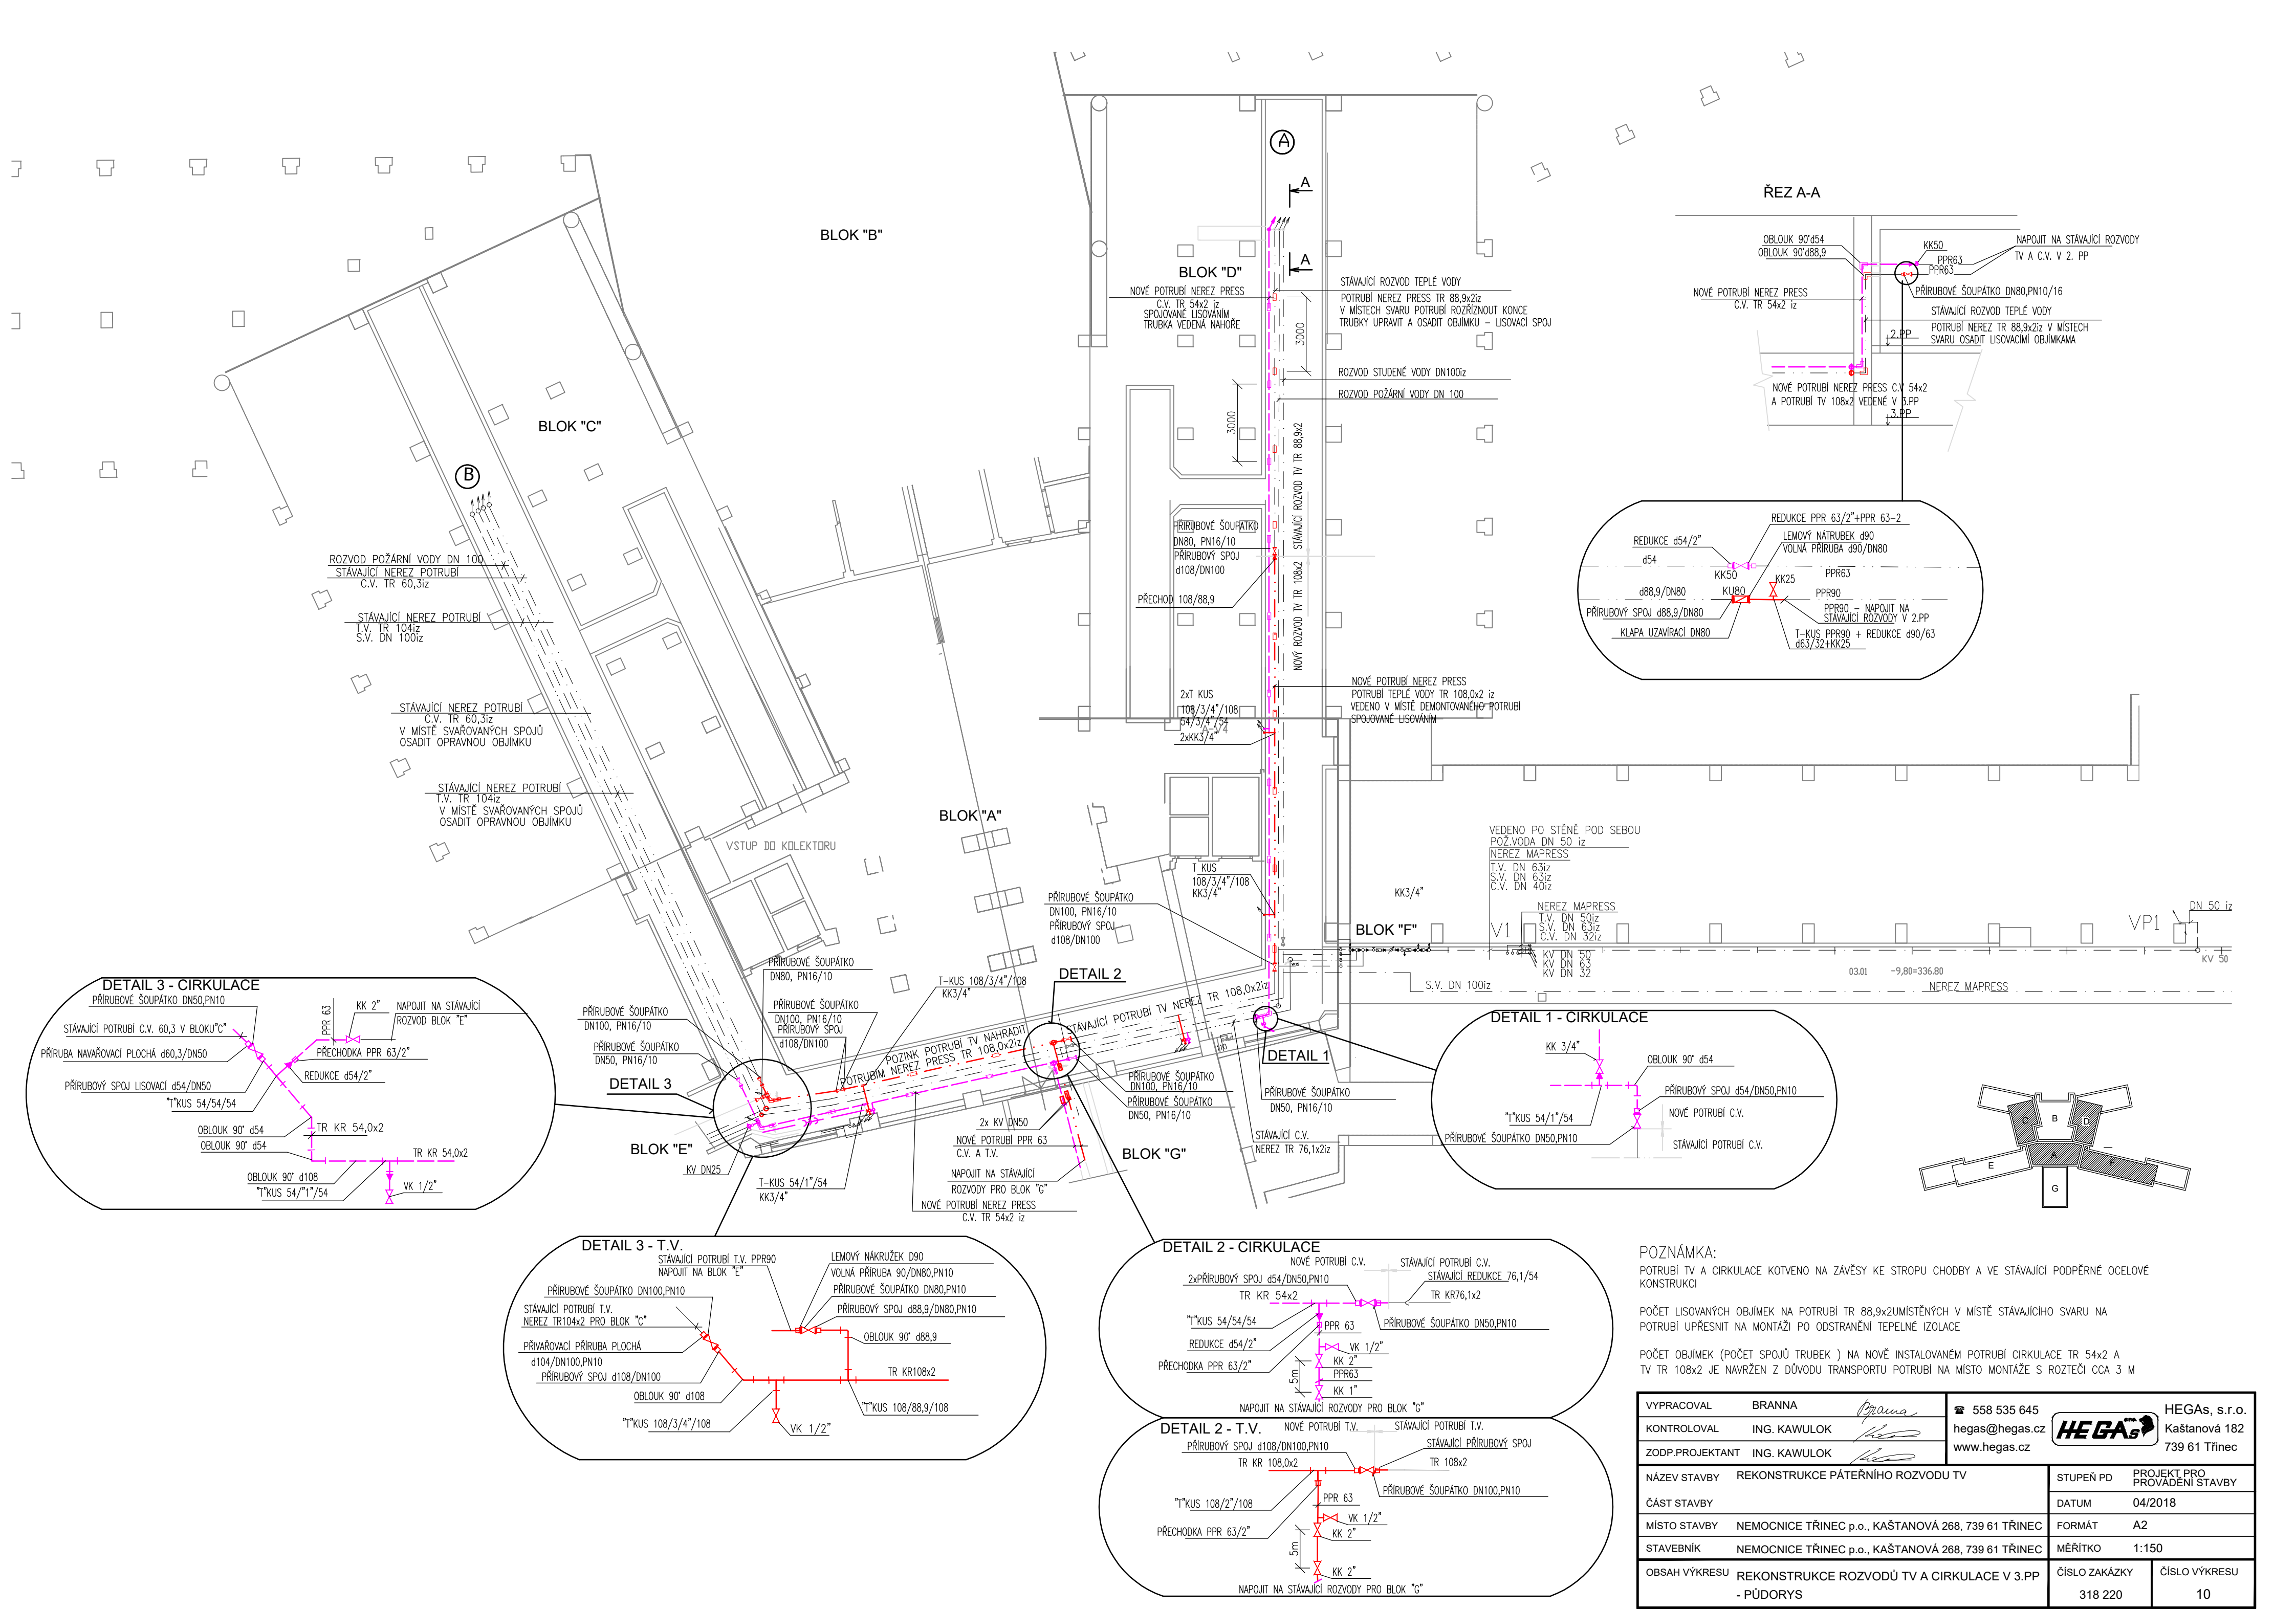 A
A
A
BLOK "B"
BLOK "D"
NOVÉ POTRUBÍ NEREZ PRESS
C.V. TR 54x2 iz
SPOJOVANÉ LISOVÁNÍM
TRUBKA VEDENÁ NAHOŘE
STÁVAJÍCÍ ROZVOD TEPLÉ VODY
POTRUBÍ NEREZ PRESS TR 88,9x2iz
V MÍSTECH SVARU POTRUBÍ ROZŘÍZNOUT KONCE
TRUBKY UPRAVIT A OSADIT OBJÍMKU – LISOVACÍ SPOJ
3000
ROZVOD STUDENÉ VODY DN100iz
ROZVOD POŽÁRNÍ VODY DN 100
3000
NOVÝ ROZVOD TV TR 108x2
STÁVAJÍCÍ ROZVOD TV TR 88,9x2
ŘEZ A-A
OBLOUK 90°d54
OBLOUK 90°d88,9
KK50
PPR63
PPR63
NAPOJIT NA STÁVAJÍCÍ ROZVODY
TV A C.V. V 2. PP
PŘÍRUBOVÉ ŠOUPÁTKO DN80,PN10/16
NOVÉ POTRUBÍ NEREZ PRESS
C.V. TR 54x2 iz
STÁVAJÍCÍ ROZVOD TEPLÉ VODY
POTRUBÍ NEREZ TR 88,9x2iz V MÍSTECH
SVARU OSADIT LISOVACÍMI OBJÍMKAMA
2.PP
NOVÉ POTRUBÍ NEREZ PRESS C.V 54x2
A POTRUBÍ TV 108x2 VEDENÉ V 3.PP
3.PP
REDUKCE PPR 63/2"+PPR 63-2
REDUKCE d54/2"
LEMOVÝ NÁTRUBEK d90
VOLNÁ PŘÍRUBA d90/DN80
d54
KK50
KK25
PPR63
d88,9/DN80
KU80
PPR90
PŘÍRUBOVÝ SPOJ d88,9/DN80
PPR90 – NAPOJIT NA
STÁVAJÍCÍ ROZVODY V 2.PP
KLAPA UZAVÍRACÍ DN80
T-KUS PPR90 + REDUKCE d90/63
d63/32+KK25
BLOK "C"
B
ROZVOD POŽÁRNÍ VODY DN 100
STÁVAJÍCÍ NEREZ POTRUBÍ
C.V. TR 60,3iz
STÁVAJÍCÍ NEREZ POTRUBÍ
T.V. TR 104iz
S.V. DN 100iz
STÁVAJÍCÍ NEREZ POTRUBÍ
C.V. TR 60,3iz
V MÍSTĚ SVAŘOVANÝCH SPOJŮ
OSADIT OPRAVNOU OBJÍMKU
STÁVAJÍCÍ NEREZ POTRUBÍ
T.V. TR 104iz
V MÍSTĚ SVAŘOVANÝCH SPOJŮ
OSADIT OPRAVNOU OBJÍMKU
PŘÍRUBOVÉ ŠOUPÁTKO
DN80, PN16/10
PŘÍRUBOVÝ SPOJ
d108/DN100
PŘECHOD 108/88,9
2xT KUS
108/3/4"/108
54/3/4"/54
2xKK3/4"
NOVÉ POTRUBÍ NEREZ PRESS
POTRUBÍ TEPLÉ VODY TR 108,0x2 iz
VEDENO V MÍSTĚ DEMONTOVANÉHO POTRUBÍ
SPOJOVANÉ LISOVÁNÍM
BLOK "A"
VSTUP DO KOLEKTORU
T KUS
108/3/4"/108
KK3/4"
PŘÍRUBOVÉ ŠOUPÁTKO
DN100, PN16/10
PŘÍRUBOVÝ SPOJ
d108/DN100
KK3/4"
BLOK "F"
VEDENO PO STĚNĚ POD SEBOU
POŽ.VODA DN 50 iz
NEREZ MAPRESS
T.V. DN 63iz
S.V. DN 63iz
C.V. DN 40iz
NEREZ MAPRESS
T.V. DN 50iz
S.V. DN 63iz
C.V. DN 32iz
V1
KV DN 50
KV DN 63
KV DN 32
VP1
DN 50 iz
KV 50
S.V. DN 100iz
03.01
-9,80=336.80
NEREZ MAPRESS
DETAIL 3 - CIRKULACE
PŘÍRUBOVÉ ŠOUPÁTKO DN50,PN10
PPR 63
KK 2"
NAPOJIT NA STÁVAJÍCÍ
ROZVOD BLOK "E"
STÁVAJÍCÍ POTRUBÍ C.V. 60,3 V BLOKU"C"
PŘÍRUBA NAVAŘOVACÍ PLOCHÁ d60,3/DN50
PŘECHODKA PPR 63/2"
REDUKCE d54/2"
PŘÍRUBOVÝ SPOJ LISOVACÍ d54/DN50
"T"KUS 54/54/54
OBLOUK 90° d54
OBLOUK 90° d54
TR KR 54,0x2
TR KR 54,0x2
OBLOUK 90° d108
"T"KUS 54/"1"/54
VK 1/2"
PŘÍRUBOVÉ ŠOUPÁTKO
DN80, PN16/10
PŘÍRUBOVÉ ŠOUPÁTKO
DN100, PN16/10
PŘÍRUBOVÉ ŠOUPÁTKO
DN100, PN16/10
PŘÍRUBOVÝ SPOJ
d108/DN100
PŘÍRUBOVÉ ŠOUPÁTKO
DN50, PN16/10
T-KUS 108/3/4"/108
KK3/4"
DETAIL 2
DETAIL 3
POZINK POTRUBÍ TV NAHRADIT
POTRUBÍM NEREZ PRESS TR 108,0x2iz
STÁVAJÍCÍ POTRUBÍ TV NEREZ TR 108,0x2iz
DETAIL 1
PŘÍRUBOVÉ ŠOUPÁTKO
DN100, PN16/10
PŘÍRUBOVÉ ŠOUPÁTKO
DN50, PN16/10
PŘÍRUBOVÉ ŠOUPÁTKO
DN50, PN16/10
BLOK "E"
KV DN25
T-KUS 54/1"/54
KK3/4"
2x KV DN50
NOVÉ POTRUBÍ PPR 63
C.V. A T.V.
NAPOJIT NA STÁVAJÍCÍ
ROZVODY PRO BLOK "G"
NOVÉ POTRUBÍ NEREZ PRESS
C.V. TR 54x2 iz
BLOK "G"
STÁVAJÍCÍ C.V.
NEREZ TR 76,1x2iz
DETAIL 1 - CIRKULACE
KK 3/4"
OBLOUK 90° d54
PŘÍRUBOVÝ SPOJ d54/DN50,PN10
"T"KUS 54/1"/54
NOVÉ POTRUBÍ C.V.
PŘÍRUBOVÉ ŠOUPÁTKO DN50,PN10
STÁVAJÍCÍ POTRUBÍ C.V.
C
B
D
E
A
F
G
DETAIL 3 - T.V.
STÁVAJÍCÍ POTRUBÍ T.V. PPR90
NAPOJIT NA BLOK "E"
LEMOVÝ NÁKRUŽEK D90
VOLNÁ PŘÍRUBA 90/DN80,PN10
PŘÍRUBOVÉ ŠOUPÁTKO DN80,PN10
PŘÍRUBOVÝ SPOJ d88,9/DN80,PN10
PŘÍRUBOVÉ ŠOUPÁTKO DN100,PN10
STÁVAJÍCÍ POTRUBÍ T.V.
NEREZ TR104x2 PRO BLOK "C"
PŘIVAŘOVACÍ PŘÍRUBA PLOCHÁ
d104/DN100,PN10
PŘÍRUBOVÝ SPOJ d108/DN100
OBLOUK 90° d88,9
TR KR108x2
OBLOUK 90° d108
"T"KUS 108/3/4"/108
VK 1/2"
"T"KUS 108/88,9/108
DETAIL 2 - CIRKULACE
NOVÉ POTRUBÍ C.V.
STÁVAJÍCÍ POTRUBÍ C.V.
2xPŘÍRUBOVÝ SPOJ d54/DN50,PN10
STÁVAJÍCÍ REDUKCE 76,1/54
TR KR 54x2
TR KR76,1x2
"T"KUS 54/54/54
PPR 63
PŘÍRUBOVÉ ŠOUPÁTKO DN50,PN10
REDUKCE d54/2"
VK 1/2"
PŘECHODKA PPR 63/2"
KK 2"
PPR63
5m
KK 1"
NAPOJIT NA STÁVAJÍCÍ ROZVODY PRO BLOK "G"
DETAIL 2 - T.V.
NOVÉ POTRUBÍ T.V.
STÁVAJÍCÍ POTRUBÍ T.V.
PŘÍRUBOVÝ SPOJ d108/DN100,PN10
STÁVAJÍCÍ PŘÍRUBOVÝ SPOJ
TR KR 108,0x2
TR 108x2
PŘÍRUBOVÉ ŠOUPÁTKO DN100,PN10
"T"KUS 108/2"/108
PPR 63
VK 1/2"
PŘECHODKA PPR 63/2"
KK 2"
5m
KK 2"
NAPOJIT NA STÁVAJÍCÍ ROZVODY PRO BLOK "G"
POZNÁMKA:
POTRUBÍ TV A CIRKULACE KOTVENO NA ZÁVĚSY KE STROPU CHODBY A VE STÁVAJÍCÍ PODPĚRNÉ OCELOVÉ
KONSTRUKCI
POČET LISOVANÝCH OBJÍMEK NA POTRUBÍ TR 88,9x2UMÍSTĚNÝCH V MÍSTĚ STÁVAJÍCÍHO SVARU NA
POTRUBÍ UPŘESNIT NA MONTÁŽI PO ODSTRANĚNÍ TEPELNÉ IZOLACE
POČET OBJÍMEK (POČET SPOJŮ TRUBEK ) NA NOVĚ INSTALOVANÉM POTRUBÍ CIRKULACE TR 54x2 A
TV TR 108x2 JE NAVRŽEN Z DŮVODU TRANSPORTU POTRUBÍ NA MÍSTO MONTÁŽE S ROZTEČI CCA 3 M
VYPRACOVAL BRANNA
KONTROLOVAL ING. KAWULOK
ZODP.PROJEKTANT ING. KAWULOK
☎ 558 535 645
hegas@hegas.cz
www.hegas.cz
HEGAs s.r.o.
HEGAs, s.r.o.
Kaštanová 182
739 61 Třinec
NÁZEV STAVBY REKONSTRUKCE PÁTEŘNÍHO ROZVODU TV
STUPEŇ PD PROJEKT PRO
PROVÁDĚNÍ STAVBY
ČÁST STAVBY
DATUM 04/2018
MÍSTO STAVBY NEMOCNICE TŘINEC p.o., KAŠTANOVÁ 268, 739 61 TŘINEC
FORMÁT A2
STAVEBNÍK NEMOCNICE TŘINEC p.o., KAŠTANOVÁ 268, 739 61 TŘINEC
MĚŘÍTKO 1:150
OBSAH VÝKRESU REKONSTRUKCE ROZVODŮ TV A CIRKULACE V 3.PP
- PŮDORYS
ČÍSLO ZAKÁZKY
318 220
ČÍSLO VÝKRESU
10